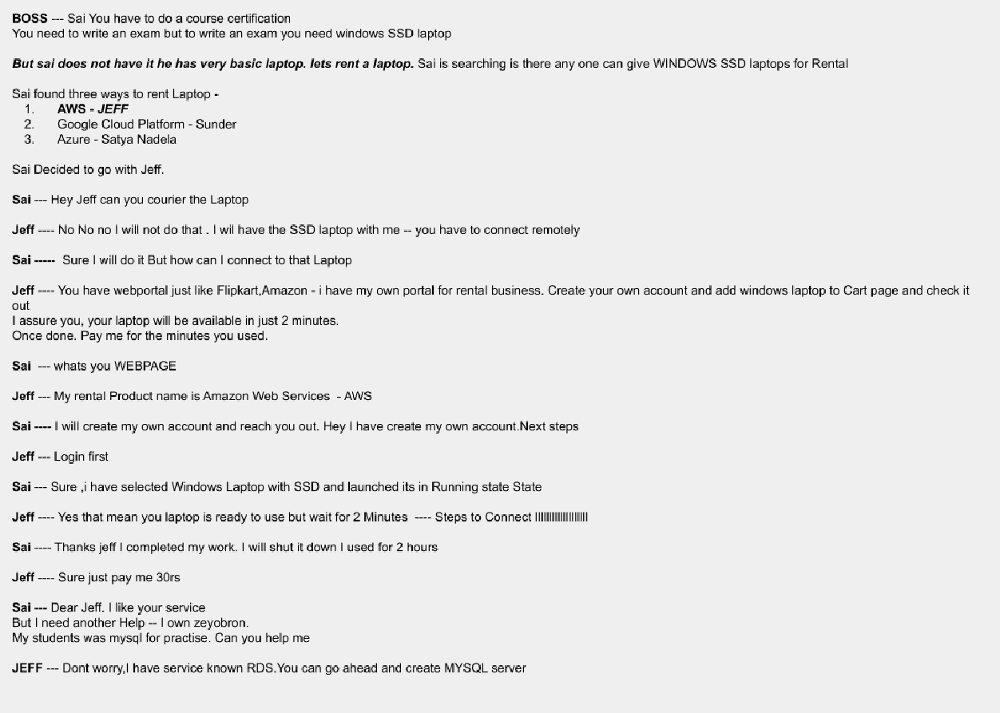 BOSS --- Sai You have to do a course certification
You need to write an exam but to write an exam you need windows SSD laptop
But sai does not have it he has very basic laptop. lets rent a laptop. Sai is searching is there any one can give WINDOWS SSD laptops for Rental
Sai found three ways to rent Laptop -
1. AWS - JEFF
2. Google Cloud Platform - Sunder
3. Azure - Satya Nadela
Sai Decided to go with Jeff.
Sai --- Hey Jeff can you courier the Laptop
Jeff ---- No No no I will not do that . I wil have the SSD laptop with me -- you have to connect remotely
Sai ----- Sure I will do it But how can I connect to that Laptop
Jeff ---- You have webportal just like Flipkart,Amazon - i have my own portal for rental business. Create your own account and add windows laptop to Cart page and check it
out
I assure you, your laptop will be available in just 2 minutes.
Once done. Pay me for the minutes you used.
Sai --- whats you WEBPAGE
Jeff --- My rental Product name is Amazon Web Services - AWS
Sai ---- I will create my own account and reach you out. Hey I have create my own account.Next steps
Jeff --- Login first
Sai --- Sure ,i have selected Windows Laptop with SSD and launched its in Running state State
Jeff ---- Yes that mean you laptop is ready to use but wait for 2 Minutes ---- Steps to Connect lllllllllllllllllll
Sai ---- Thanks jeff I completed my work. I will shut it down I used for 2 hours
Jeff ---- Sure just pay me 30rs
Sai --- Dear Jeff. I like your service
But I need another Help -- I own zeyobron.
My students was mysql for practise. Can you help me
JEFF --- Dont worry,I have service known RDS.You can go ahead and create MYSQL server